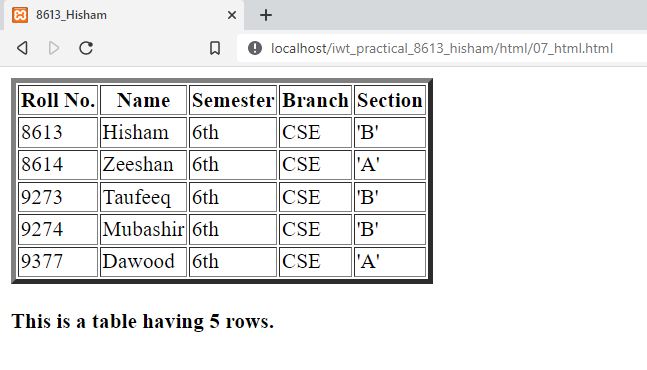 8613_Hisham
localhost/iwt_practical_8613_hisham/html/07_html.html
Roll No. Name Semester Branch Section
8613 Hisham 6th CSE 'B'
8614 Zeeshan 6th CSE 'A'
9273 Taufeeq 6th CSE 'B'
9274 Mubashir 6th CSE 'B'
9377 Dawood 6th CSE 'A'
This is a table having 5 rows.